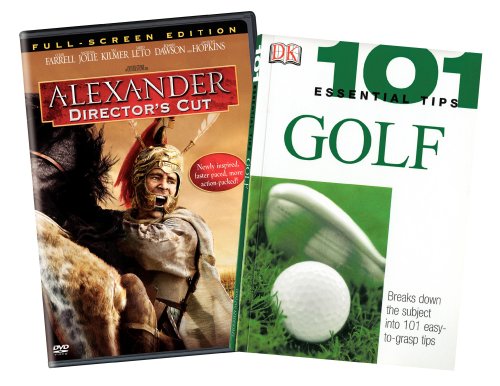 FULL-SCREEN EDITION
FARRELL JOLIE KILMER LETO DAWSON AND HOPKINS
ALEXANDER
DIRECTOR'S CUT
Newly inspired,
faster paced, more
action-packed!
DVD
DK
101
ESSENTIAL TIPS
GOLF
Breaks down
the subject
into 101 easy-
to-grasp tips